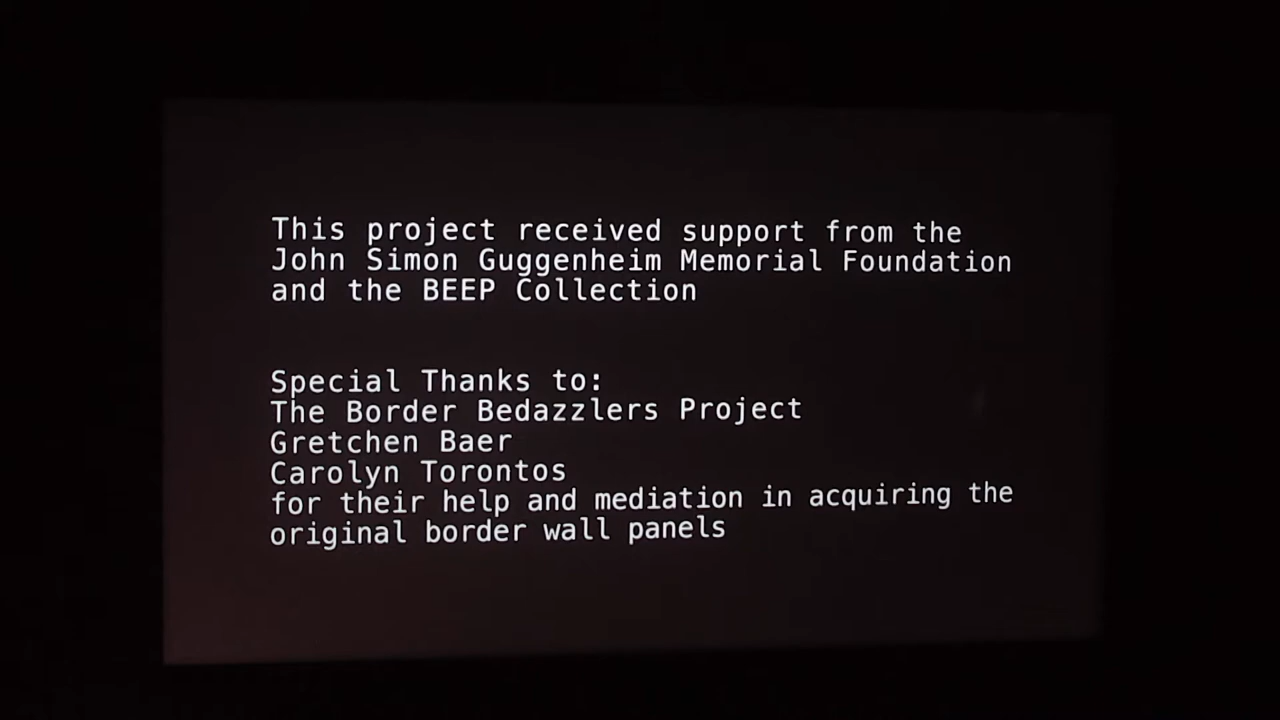 This project received support from the
John Simon Guggenheim Memorial Foundation
and the BEEP Collection
Special Thanks to:
The Border Bedazzlers Project
Gretchen Baer
Carolyn Torontos
for their help and mediation in acquiring the
original border wall panels